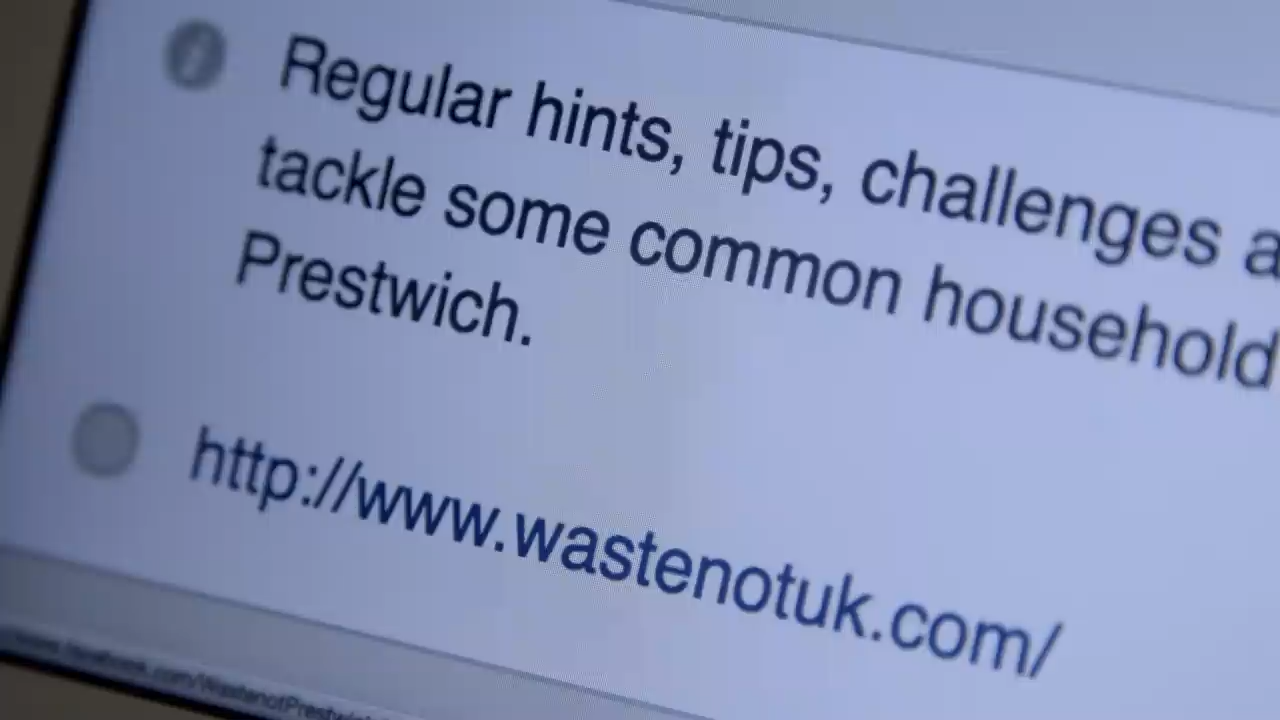 Regular hints, tips, challenges a
tackle some common household
Prestwich.
http://www.wastenotuk.com/